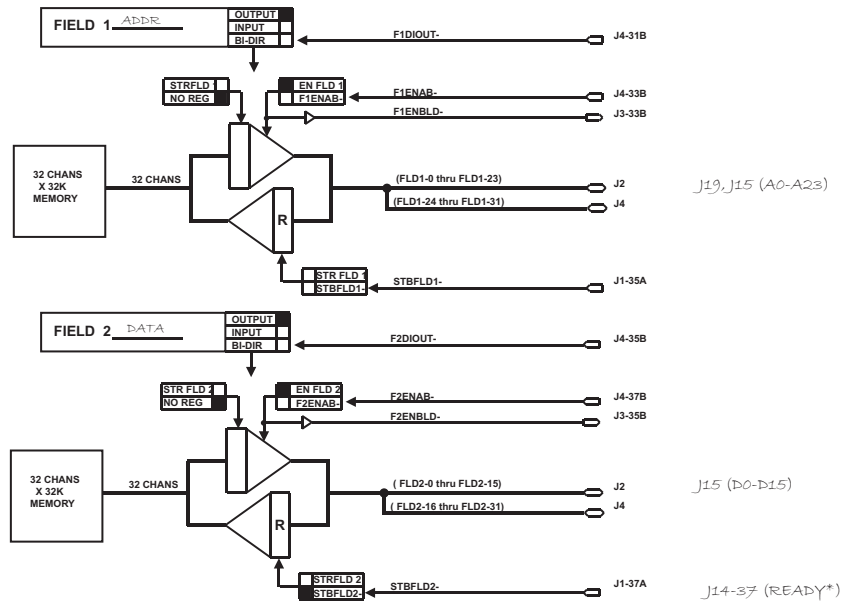 FIELD 1 ADDR
OUTPUT
INPUT
BI-DIR
F1DIOUT-
J4-31B
STRFLD 1
NO REG
EN FLD 1
F1ENAB-
F1ENAB-
J4-33B
F1ENBLD-
J3-33B
32 CHANS
X 32K
MEMORY
32 CHANS
(FLD1-0 thru FLD1-23)
J2
J19, J15 (A0-A23)
(FLD1-24 thru FLD1-31)
J4
R
STR FLD 1
STBFLD1-
STBFLD1-
J1-35A
FIELD 2 DATA
OUTPUT
INPUT
BI-DIR
F2DIOUT-
J4-35B
STR FLD 2
NO REG
EN FLD 2
F2ENAB-
F2ENAB-
J4-37B
F2ENBLD-
J3-35B
32 CHANS
X 32K
MEMORY
32 CHANS
( FLD2-0 thru FLD2-15)
J2
J15 (D0-D15)
( FLD2-16 thru FLD2-31)
J4
R
STRFLD 2
STBFLD2-
STBFLD2-
J1-37A
J14-37 (READY*)